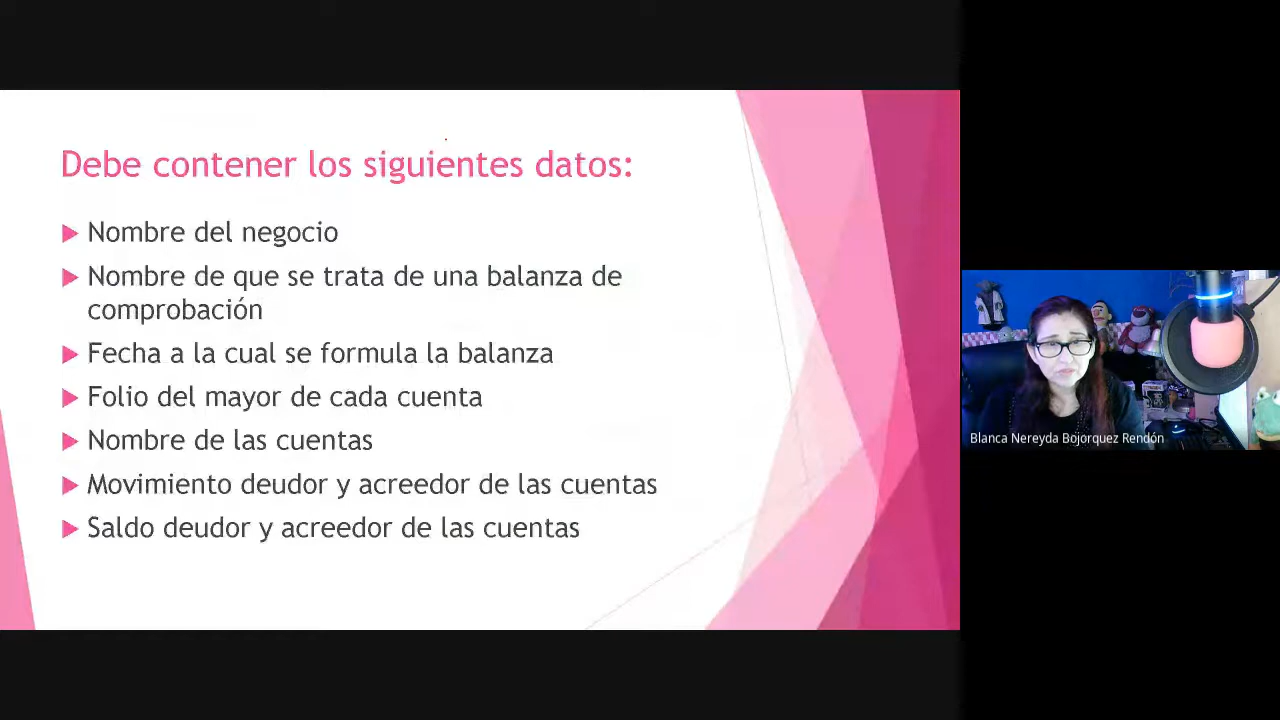 Debe contener los siguientes datos:
Nombre del negocio
Nombre de que se trata de una balanza de
comprobación
Fecha a la cual se formula la balanza
Folio del mayor de cada cuenta
Nombre de las cuentas
Movimiento deudor y acreedor de las cuentas
Saldo deudor y acreedor de las cuentas
Blanca Nereyda Bojorquez Rendón